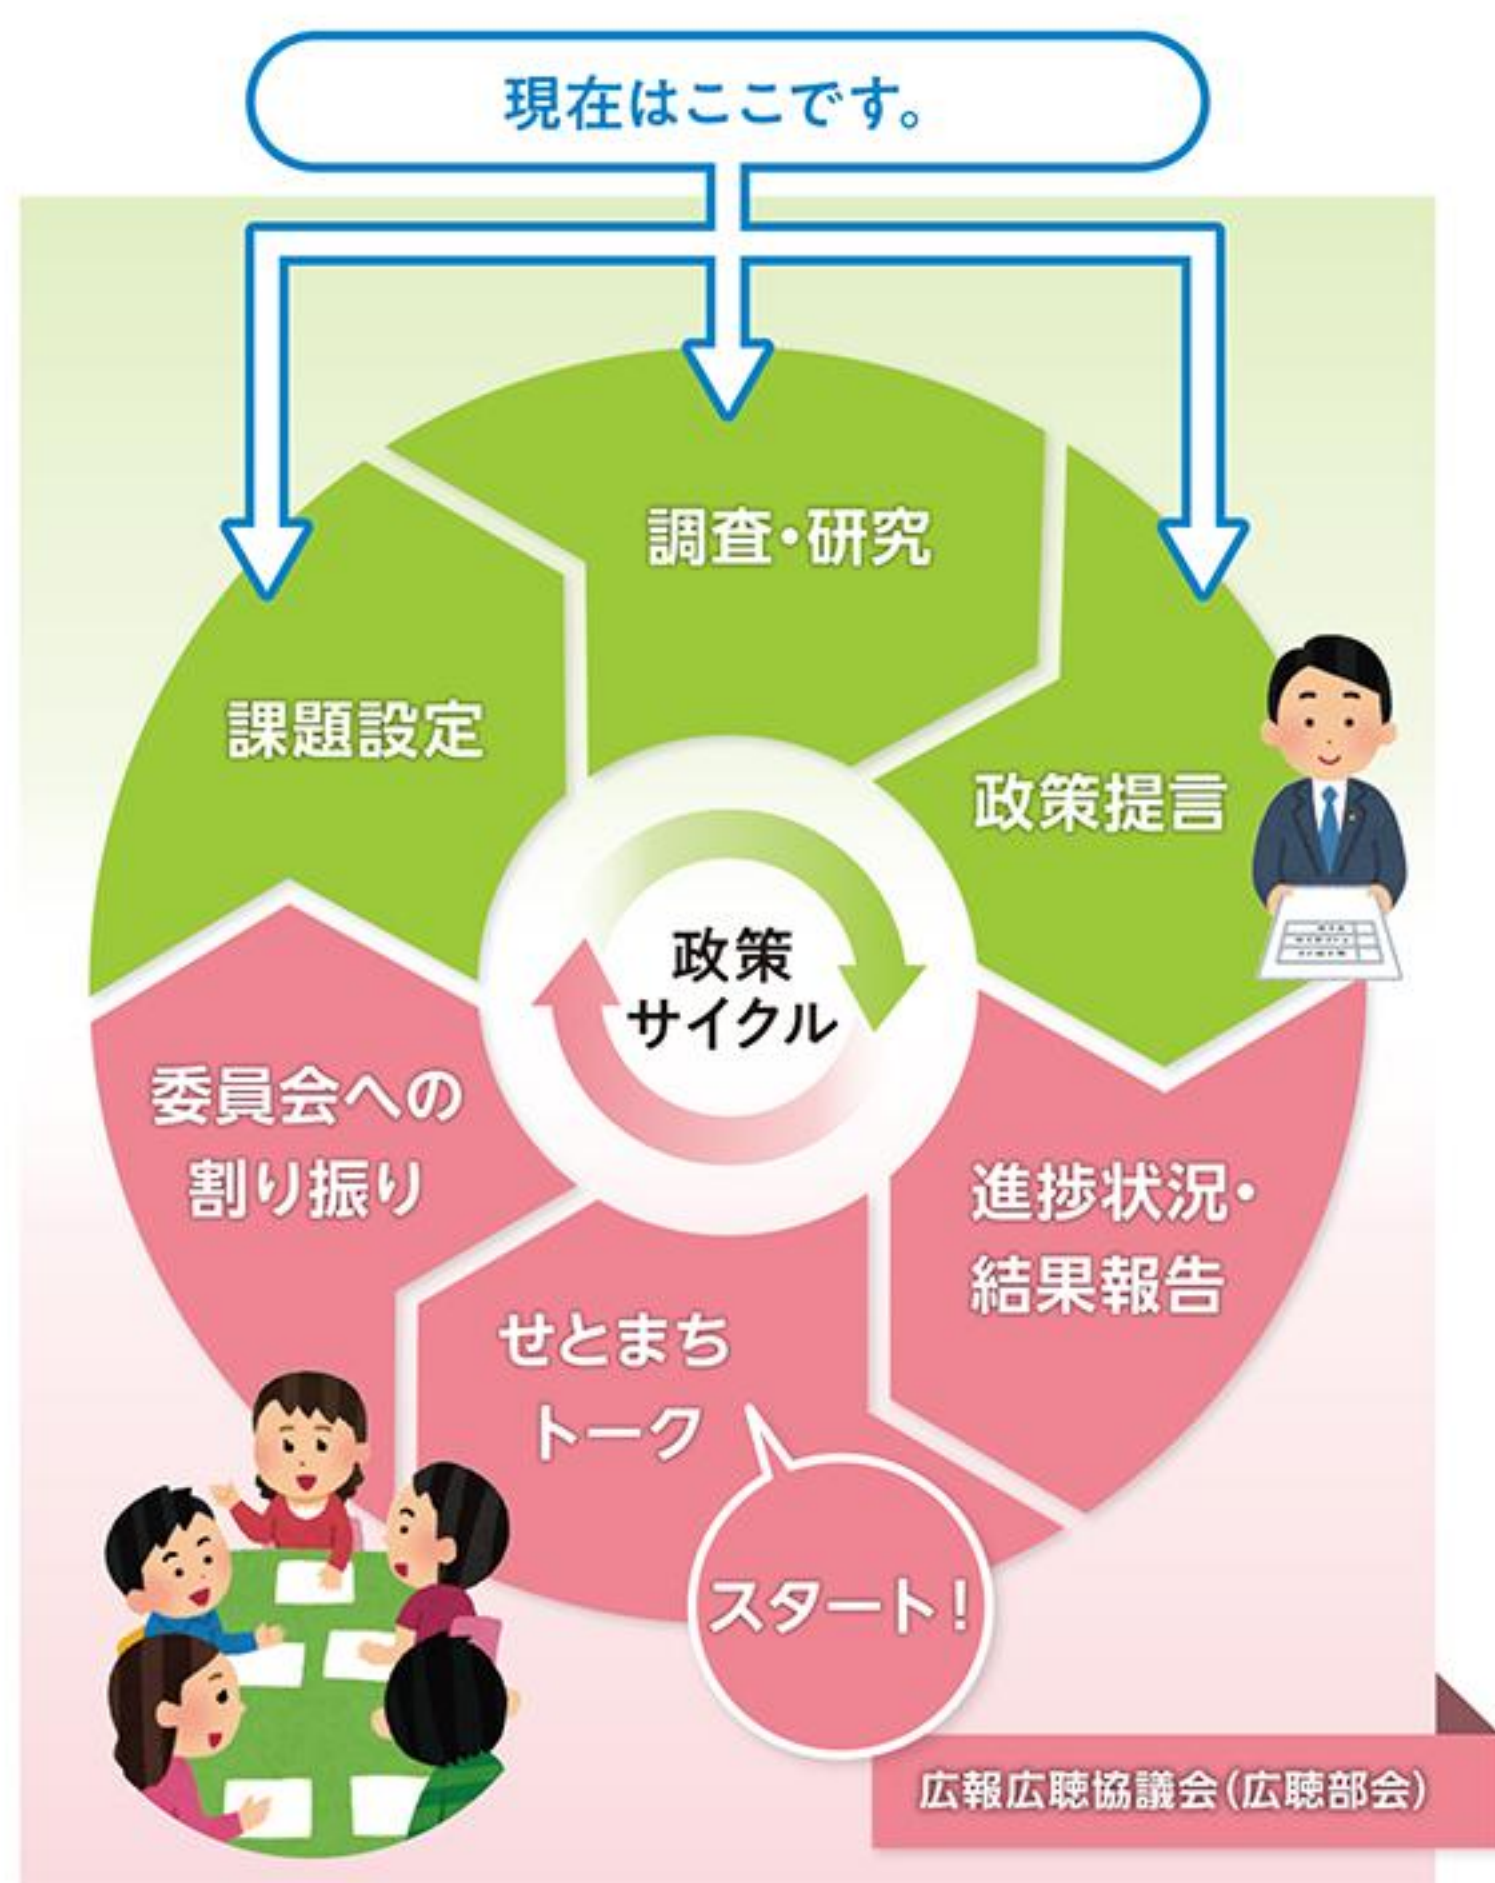 現在はここです。
調査・研究
課題設定
政策提言
政策
サイクル
委員会への
割り振り
進捗状況・
結果報告
せとまち
トーク
スタート!
広報広聴協議会(広聴部会)